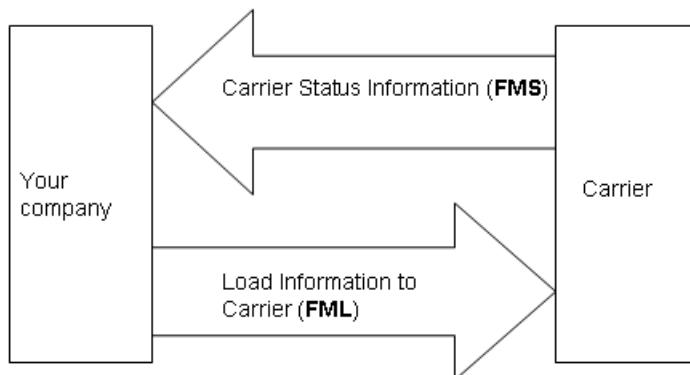 Carrier Status Information (FMS)
Your
company
Carrier
Load Information to
Carrier (FML)